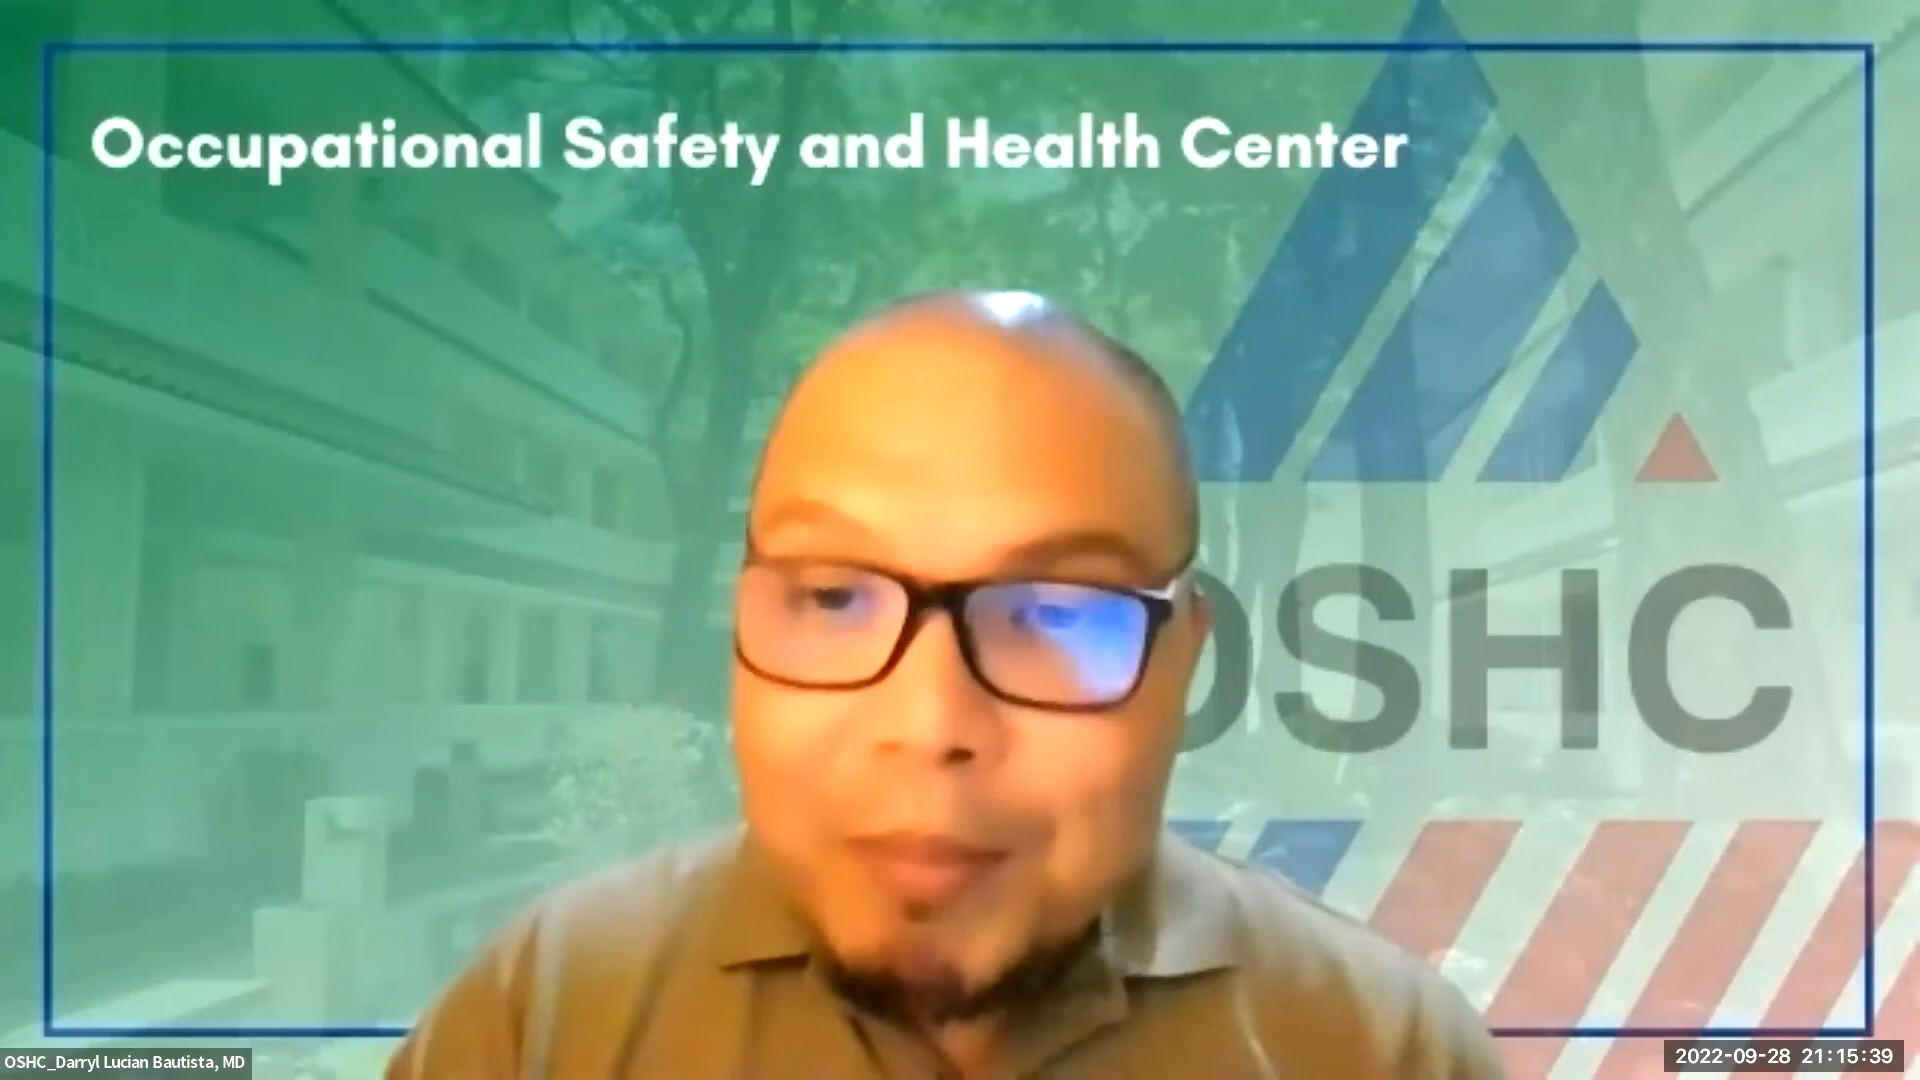 Occupational Safety and Health Center
OSHC
OSHC_Darryl Lucian Bautista, MD
2022-09-28 21:15:39